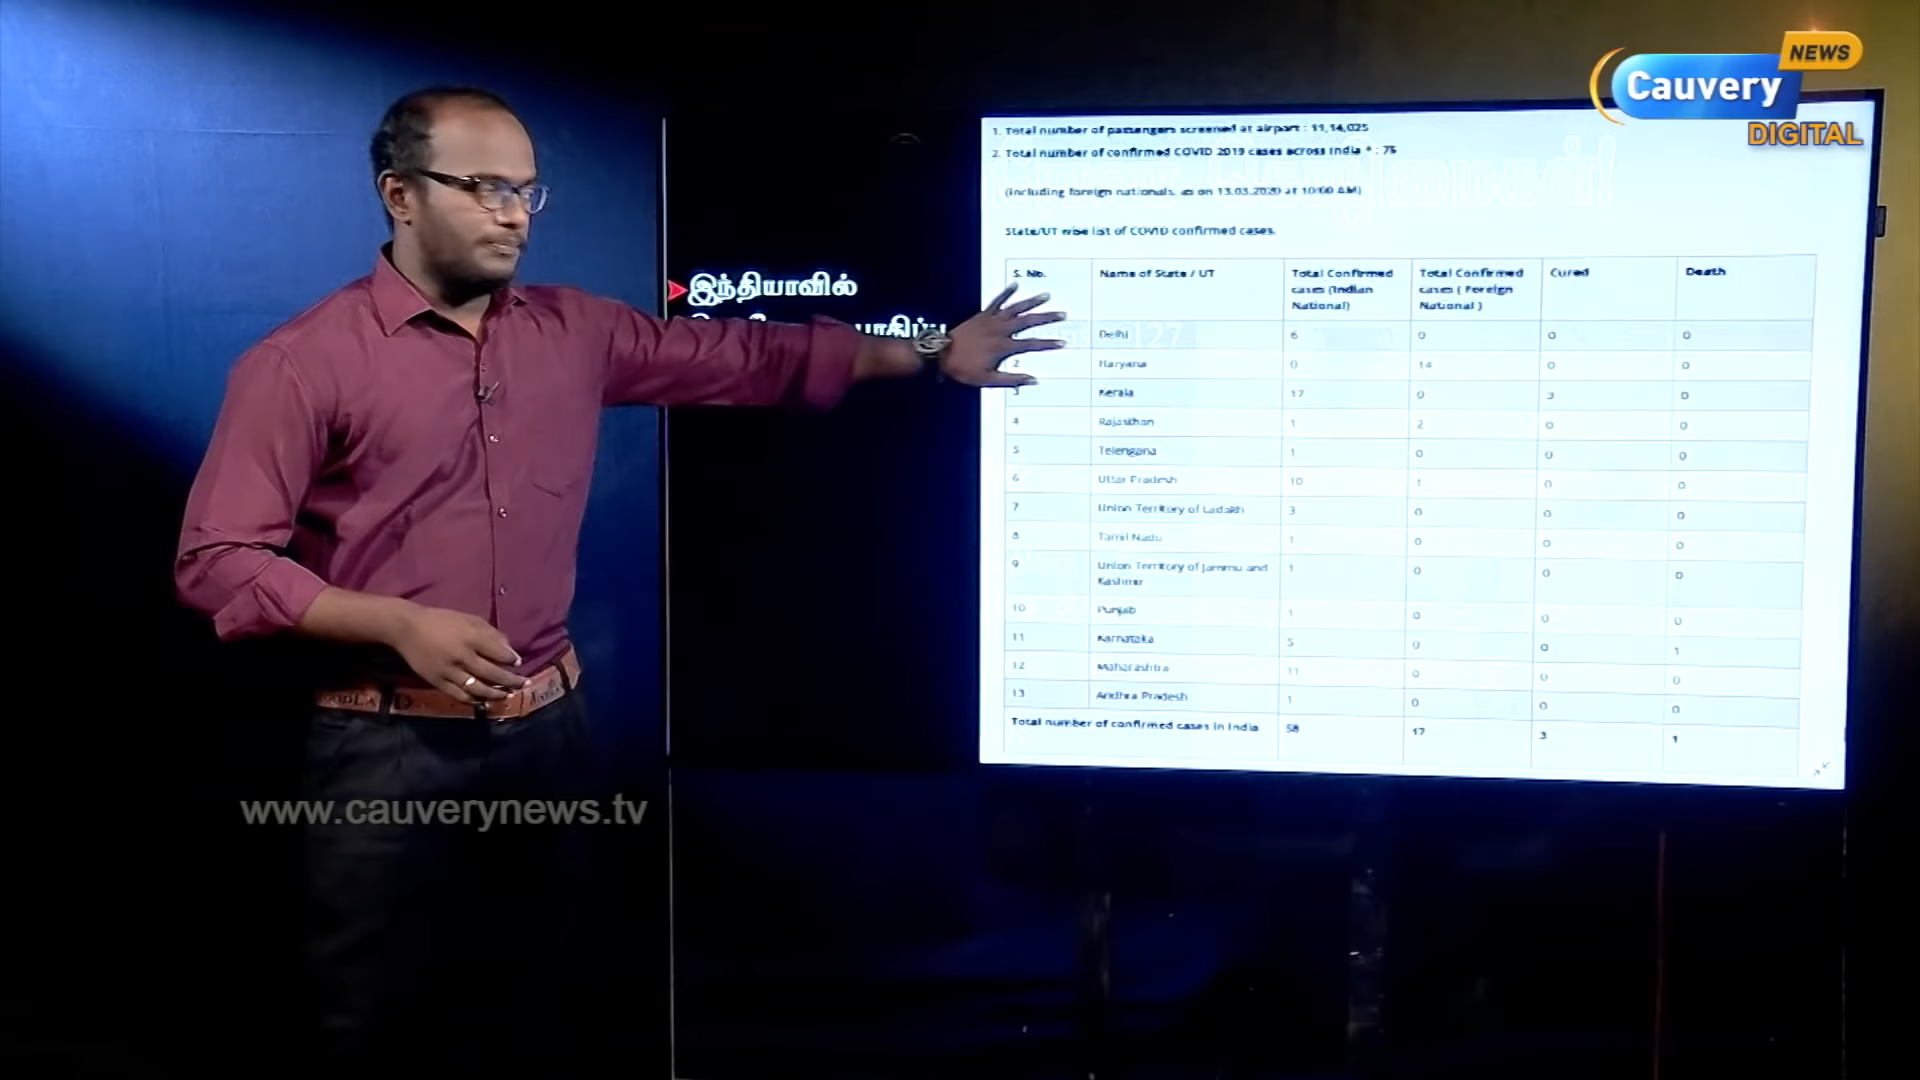 NEWS
Cauvery
DIGITAL
1. Total number of passengers screened at airport : 11,14,025
2. Total number of confirmed COVID 2019 cases across India * : 75
(including foreign nationals, as on 13.03.2020 at 10:00 AM)
State/UT wise list of COVID confirmed cases.
S. No. Name of State / UT Total Confirmed cases (Indian National) Total Confirmed cases ( Foreign National ) Cured Death
Delhi 6 0 0 0
2 Haryana 0 14 0 0
3 Kerala 17 0 3 0
4 Rajasthan 1 2 0 0
5 Telengana 1 0 0 0
6 Uttar Pradesh 10 1 0 0
7 Union Territory of Ladakh 3 0 0 0
8 Tamil Nadu 1 0 0 0
9 Union Territory of Jammu and Kashmir 1 0 0 0
10 Punjab 1 0 0 0
11 Karnataka 5 0 0 1
12 Maharashtra 11 0 0 0
13 Andhra Pradesh 1 0 0 0
Total number of confirmed cases in India 58 17 3 1
இந்தியாவில்
www.cauverynews.tv